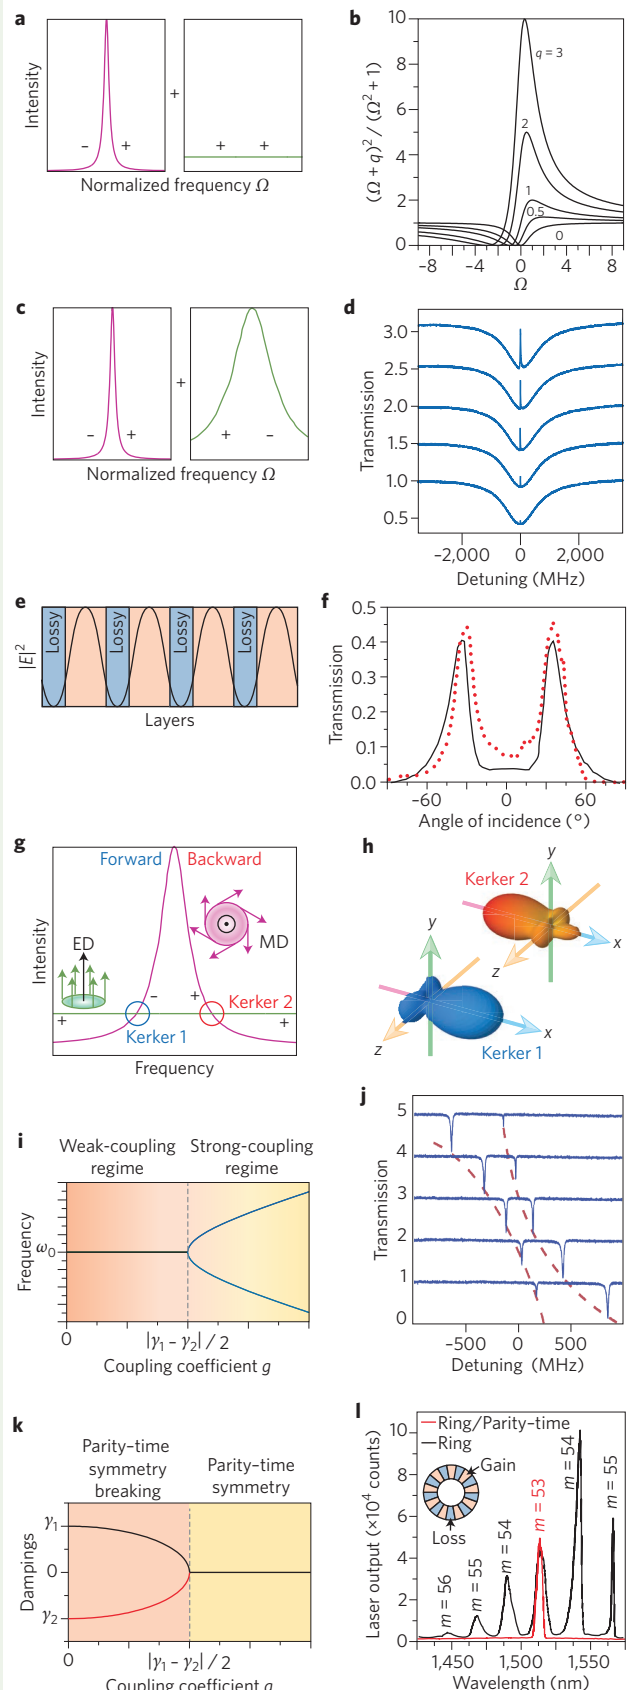 a
Intensity
– +
+
+ +
Normalized frequency Ω
b
(Ω + q)² / (Ω² + 1)
10
8
6
4
2
0
q = 3
2
1
0.5
0
–8 –4 0 4 8
Ω
c
Intensity
– +
+
+ –
Normalized frequency Ω
d
Transmission
3.0
2.5
2.0
1.5
1.0
0.5
–2,000 0 2,000
Detuning (MHz)
e
|E|²
Lossy Lossy Lossy Lossy
Layers
f
Transmission
0.5
0.4
0.3
0.2
0.1
0.0
-60 0 60
Angle of incidence (°)
g
Forward Backward
Intensity
ED
MD
– +
Kerker 2
+ +
Kerker 1
Frequency
h
y
Kerker 2
x
z
y
x
z
Kerker 1
i
Weak-coupling regime
Strong-coupling regime
Frequency
ω₀
0 |γ₁ – γ₂| / 2
Coupling coefficient g
j
Transmission
5
4
3
2
1
0
–500 0 500
Detuning (MHz)
k
Parity–time symmetry breaking
Parity–time symmetry
Dampings
γ₁
0
γ₂
0 |γ₁ – γ₂| / 2
Coupling coefficient g
l
Ring/Parity-time
Ring
Laser output (×10⁴ counts)
10
8
6
4
2
0
Gain
Loss
m = 56
m = 55
m = 54
m = 53
m = 54
m = 55
1,450 1,500 1,550
Wavelength (nm)